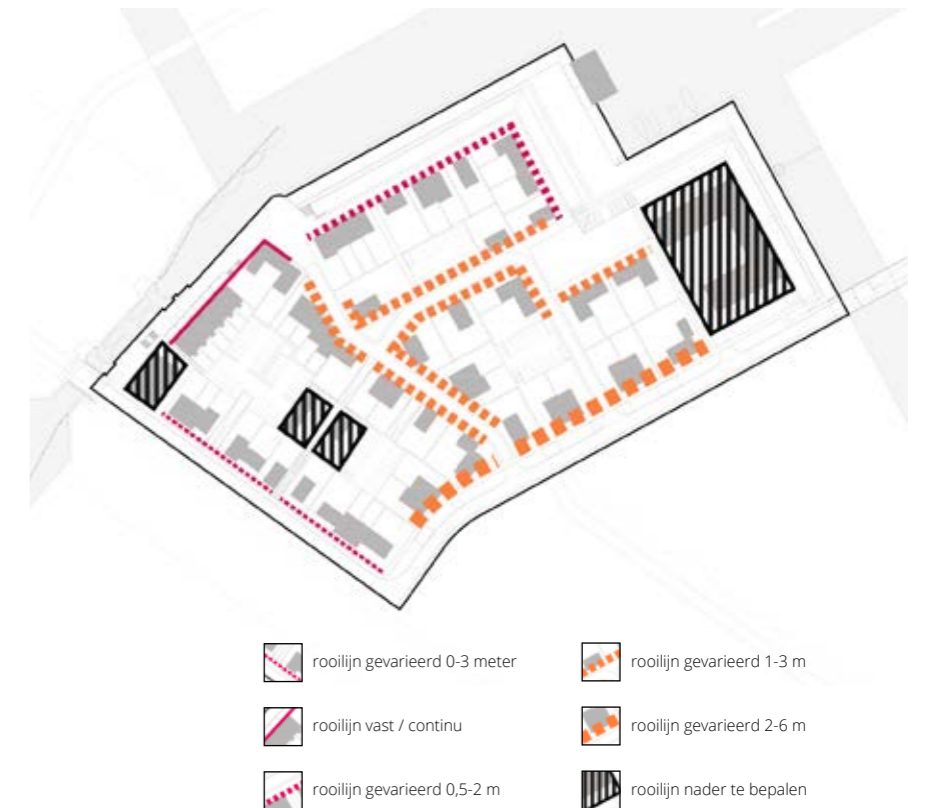 rooilijn gevarieerd 0-3 meter
rooilijn vast / continu
rooilijn gevarieerd 0,5-2 m
rooilijn gevarieerd 1-3 m
rooilijn gevarieerd 2-6 m
rooilijn nader te bepalen